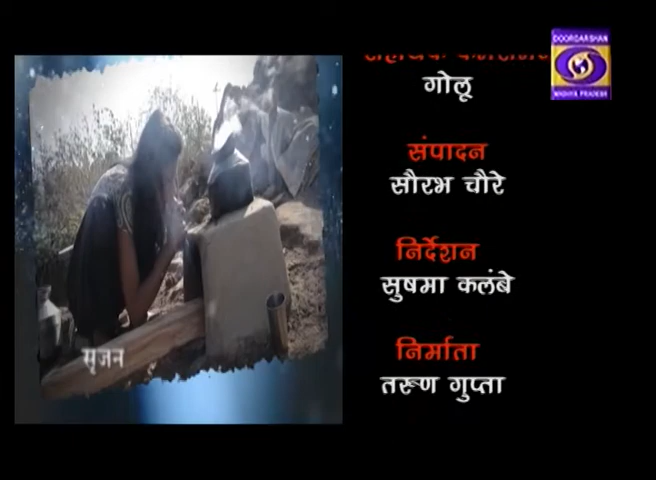 DOORDARSHAN
MADHYA PRADESH
गोलू
संपादन
सौरभ चौरे
निर्देशन
सुषमा कलंबे
निर्माता
तरूण गुप्ता
सृजन